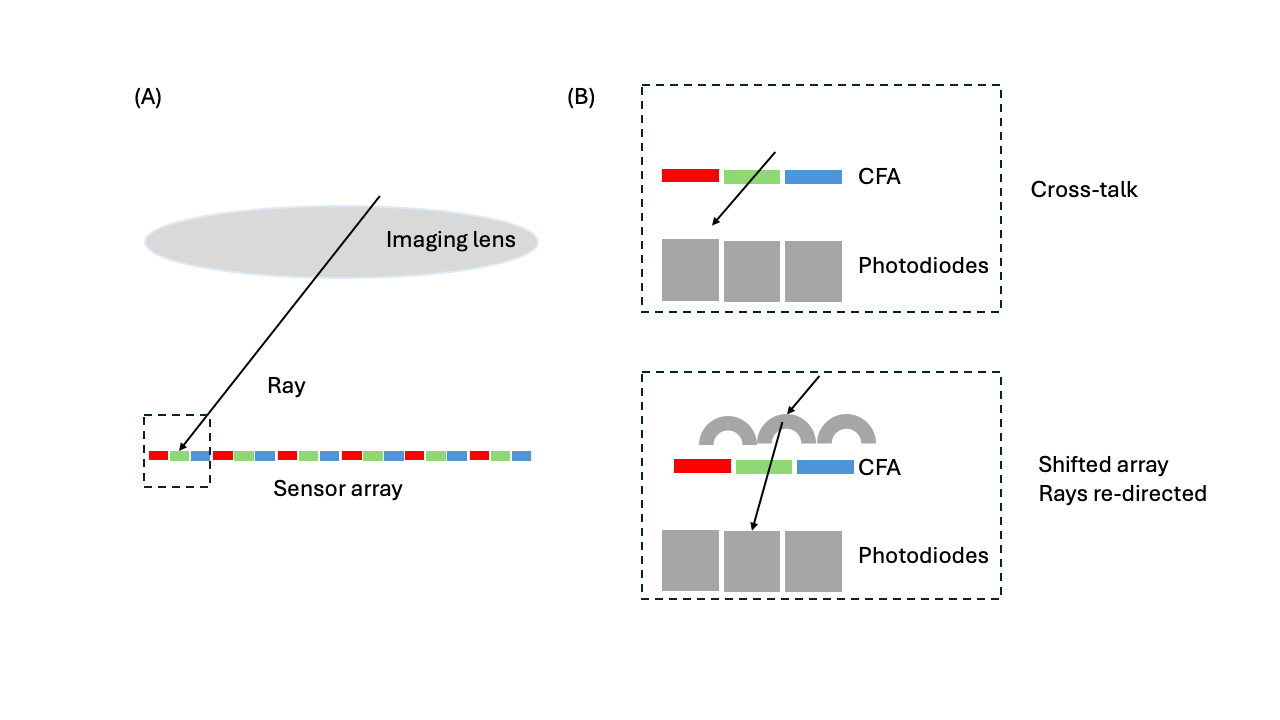 (A)
Imaging lens
Ray
Sensor array
(B)
CFA
Photodiodes
Cross-talk
CFA
Photodiodes
Shifted array
Rays re-directed